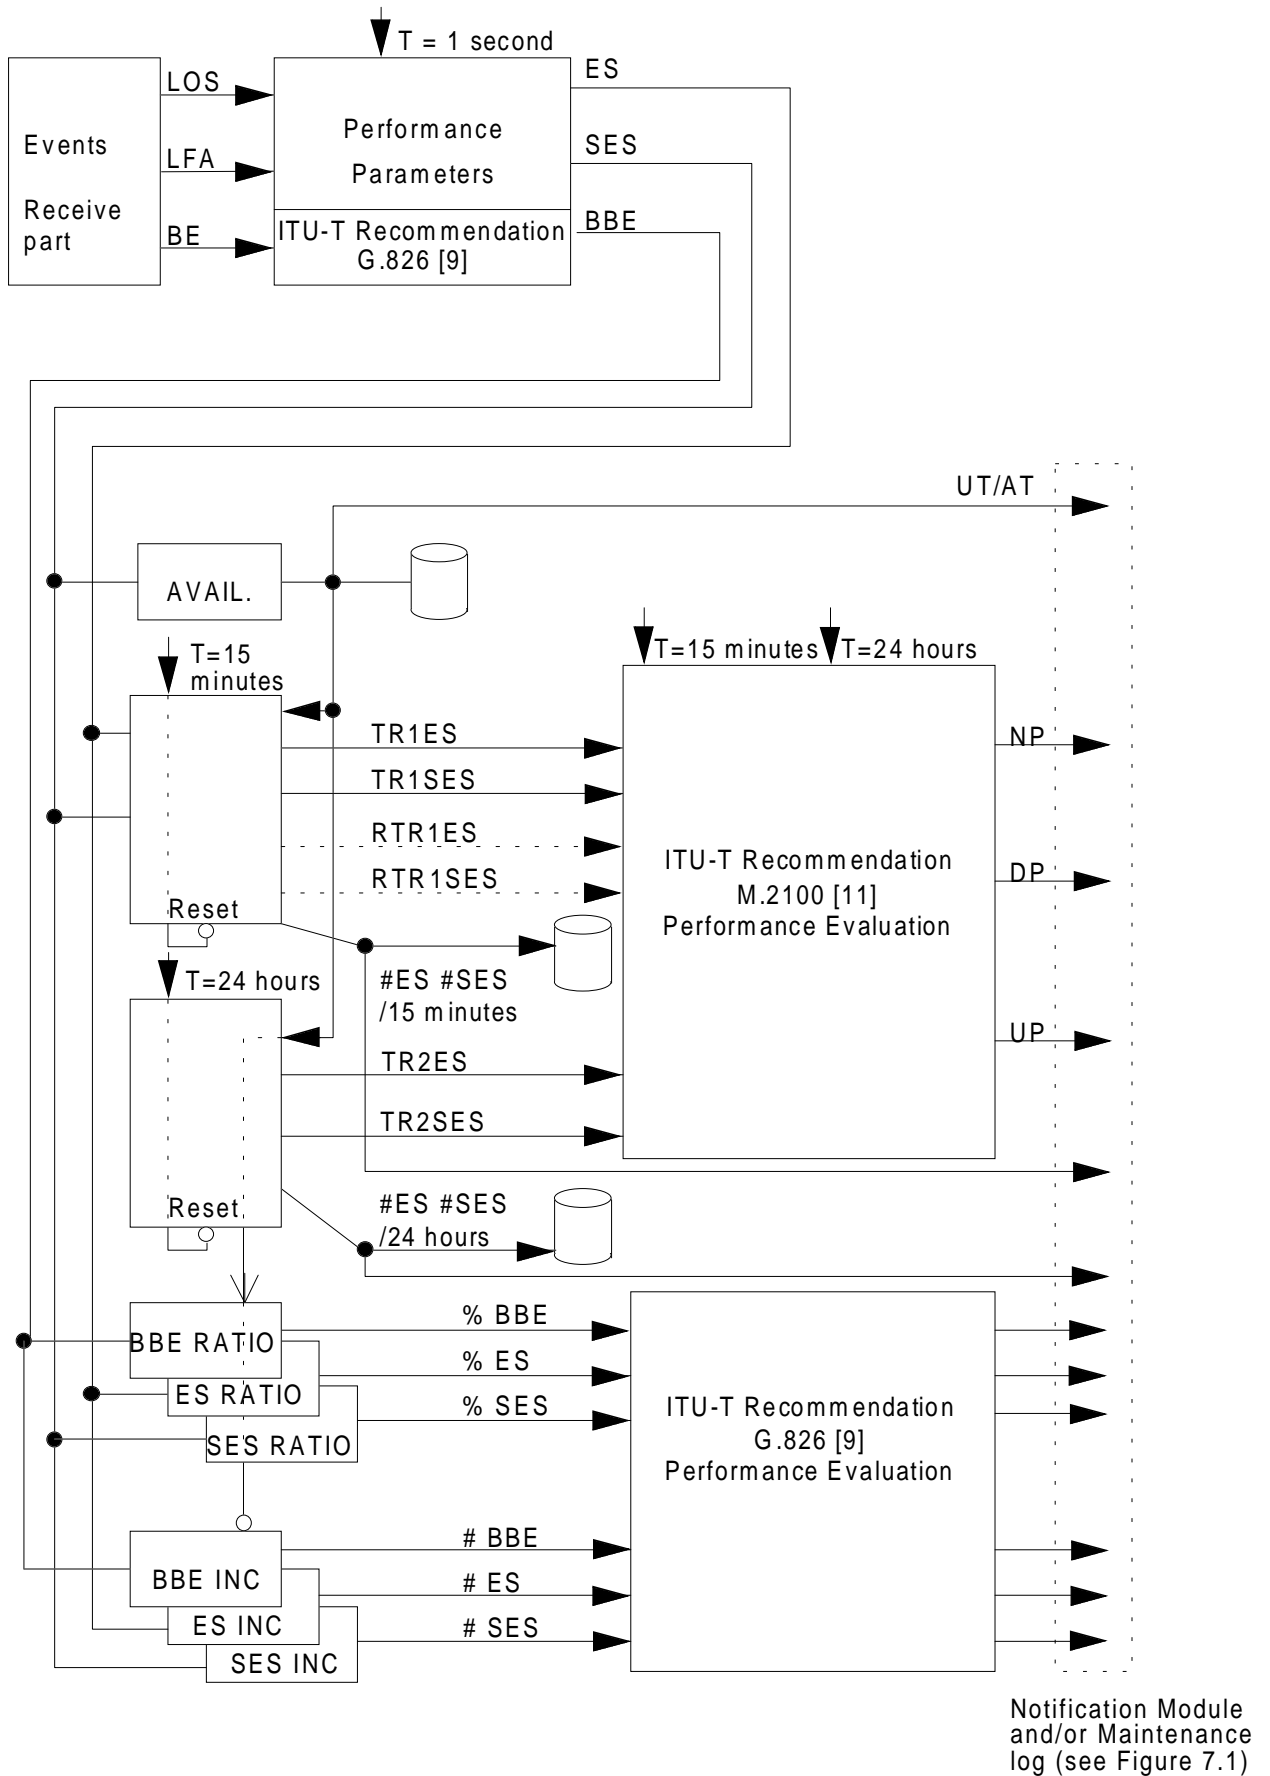 T = 1 second
LOS
LFA
BE
Events
Receive
part
Performance
Parameters
ITU-T Recommendation
G.826 [9]
ES
SES
BBE
UT/AT
AVAIL.
T=15
minutes
T=15 minutes
T=24 hours
TR1ES
TR1SES
RTR1ES
RTR1SES
Reset
ITU-T Recommendation
M.2100 [11]
Performance Evaluation
NP
DP
UP
T=24 hours
#ES #SES
/15 minutes
TR2ES
TR2SES
Reset
#ES #SES
/24 hours
BBE RATIO
ES RATIO
SES RATIO
% BBE
% ES
% SES
ITU-T Recommendation
G.826 [9]
Performance Evaluation
BBE INC
ES INC
SES INC
# BBE
# ES
# SES
Notification Module
and/or Maintenance
log (see Figure 7.1)